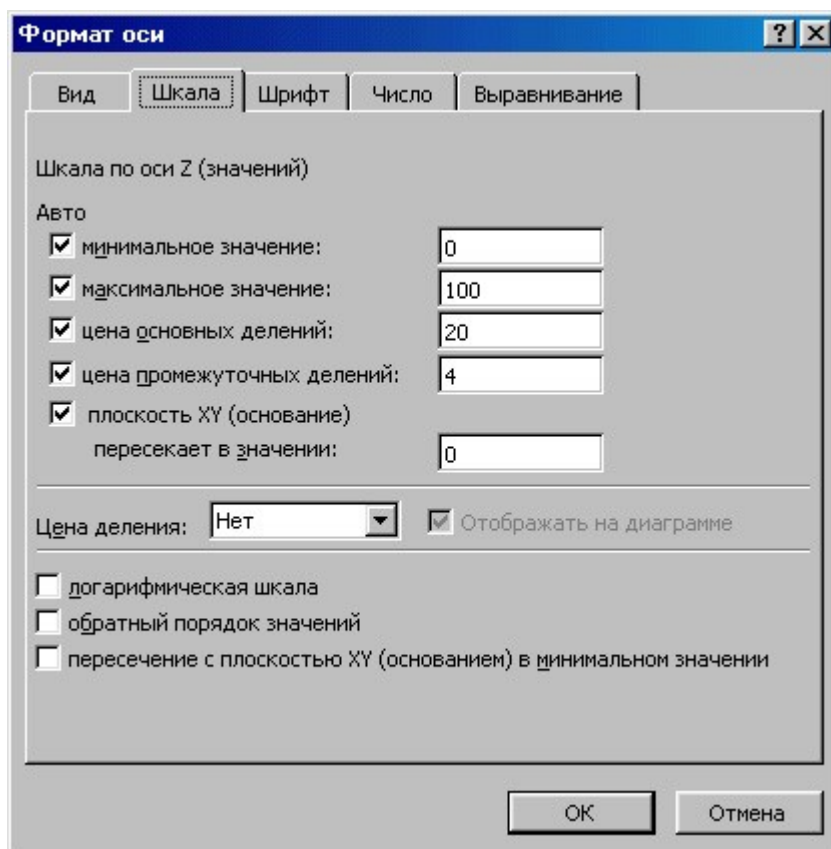 Формат оси
Вид Шкала Шрифт Число Выравнивание
Шкала по оси Z (значений)
Авто
минимальное значение: 0
максимальное значение: 100
цена основных делений: 20
цена промежуточных делений: 4
плоскость XY (основание)
пересекает в значении: 0
Цена деления: Нет Отображать на диаграмме
логарифмическая шкала
обратный порядок значений
пересечение с плоскостью XY (основанием) в минимальном значении
OK Отмена